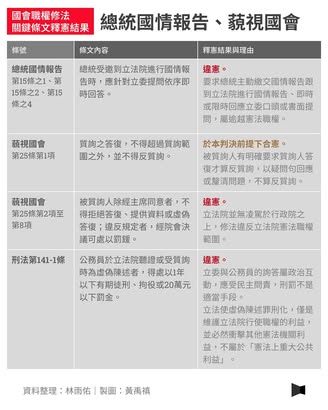 國會職權修法
關鍵條文釋憲結果
總統國情報告、藐視國會
條號
條文內容
釋憲結果與理由
總統國情報告
第15條之1、第
15條之2、第15
條之4
總統受邀到立法院進行國情報
告時，應針對立委提問依序即
時回答。
違憲。
要求總統主動繳交國情報告跟
到立法院進行國情報告、即時
或限時回應立委口頭或書面提
問，屬逾越憲法職權。
藐視國會
第25條第1項
質詢之答復，不得超過質詢範
圍之外，並不得反質詢。
於本判決前提下合憲。
被質詢人有明確要求質詢人答
復才算反質詢，以疑問句回應
或釐清問題，不算反質詢。
藐視國會
第25條第2項至
第8項
被質詢人除經主席同意者，不
得拒絕答復、提供資料或虛偽
答復；違反規定者，經院會決
議可處以罰鍰。
違憲。
立法院並無凌駕於行政院之
上，修法違反立法院憲法職權
範圍。
刑法第141-1條
公務員於立法院聽證或受質詢
時為虛偽陳述者，得處以1年
以下有期徒刑、拘役或20萬元
以下罰金。
違憲。
立委與公務員的詢答屬政治互
動，應受民主問責，刑罰不是
適當手段。
立法使虛偽陳述罪刑化，僅是
維護立法院行使職權的利益，
並必然衝擊其他憲法機關利
益，不屬於「憲法上重大公共
利益」。
資料整理：林雨佑｜製圖：黃禹禛